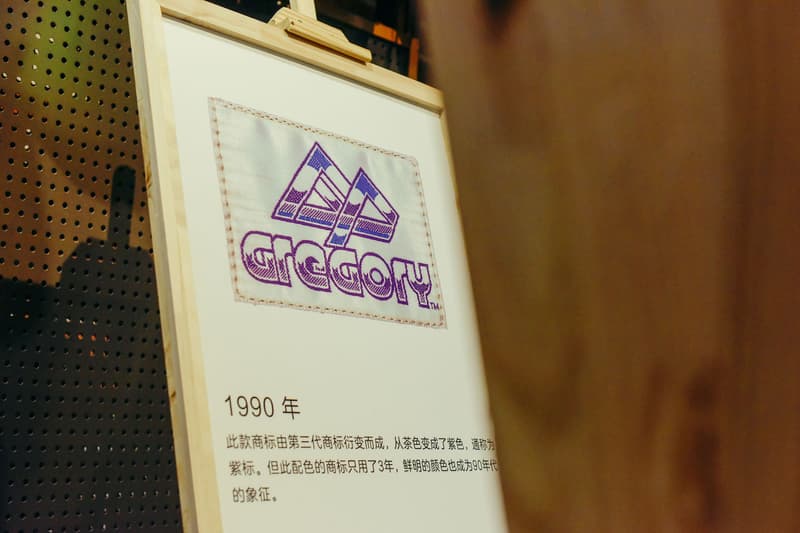 Gregory™
1990 年
此款商标由第三代商标衍变而成，从茶色变成了紫色，通称为
紫标。但此配色的商标只用了3年，鲜明的颜色也成为90年代
的象征。